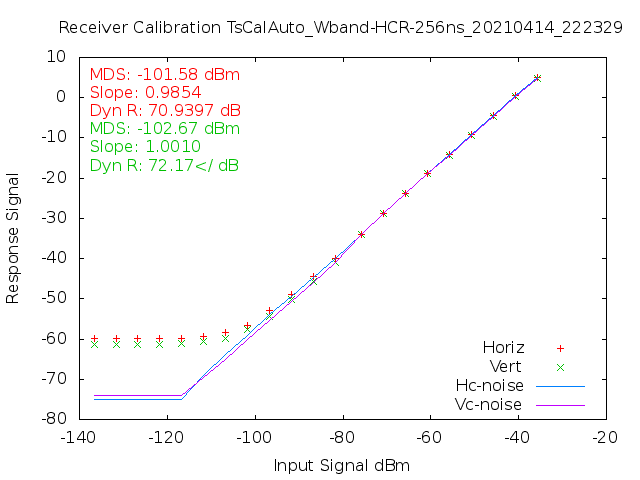 Receiver Calibration TsCalAuto_Wband-HCR-256ns_20210414_222329
10
0
-10
-20
-30
-40
-50
-60
-70
-80
MDS: -101.58 dBm
Slope: 0.9854
Dyn R: 70.9397 dB
MDS: -102.67 dBm
Slope: 1.0010
Dyn R: 72.17</ dB
Response Signal
Horiz
Vert
Hc-noise
Vc-noise
-140 -120 -100 -80 -60 -40 -20
Input Signal dBm